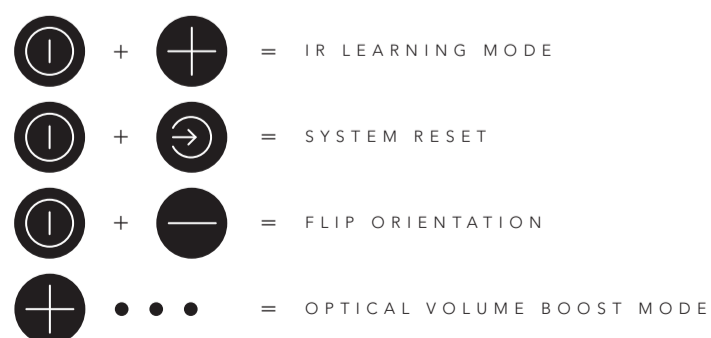 + = IR LEARNING MODE
+ = SYSTEM RESET
+ = FLIP ORIENTATION
= OPTICAL VOLUME BOOST MODE